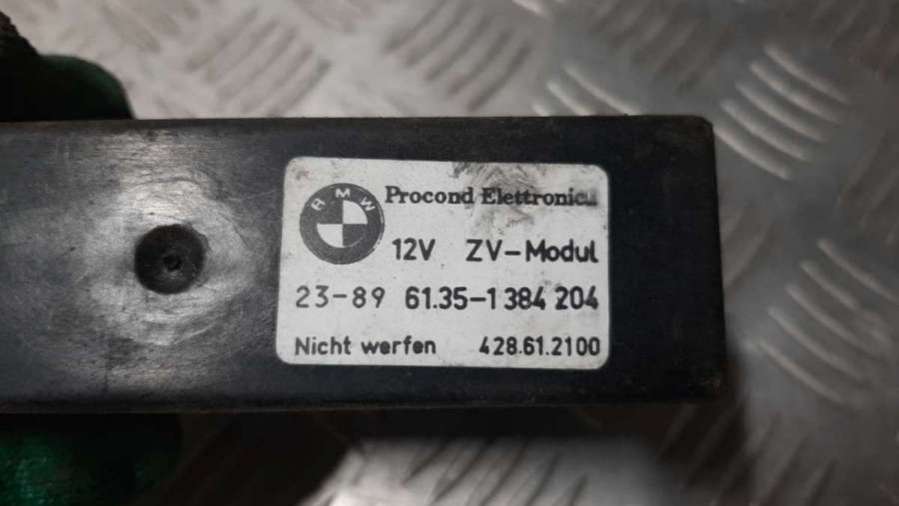 BMW
Procond Elettronica
12V ZV-Modul
23-89 61.35-1 384 204
Nicht werfen 428.61.2100